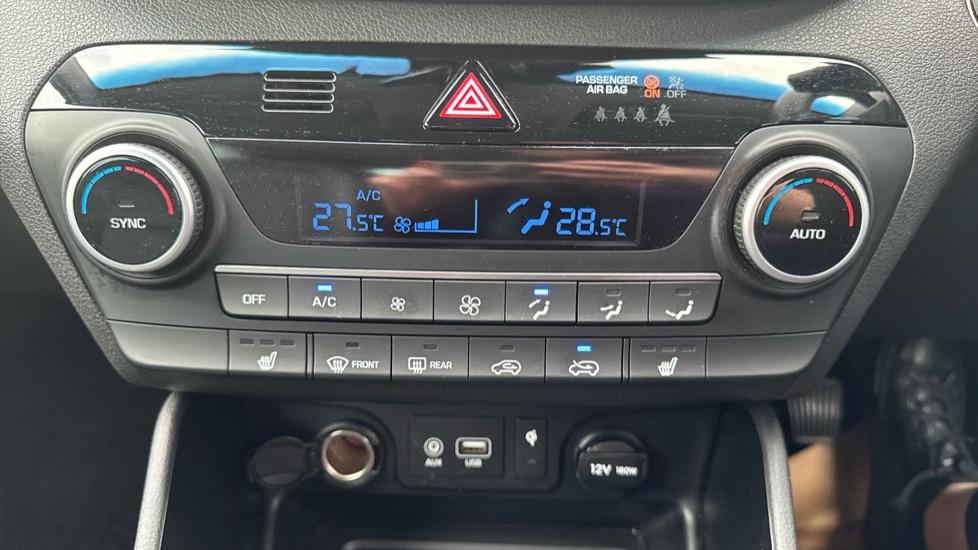 PASSENGER
AIR BAG ON OFF
A/C
27.5°C 28.5°C
SYNC
AUTO
OFF A/C
FRONT REAR
AUX USB
12V 180W